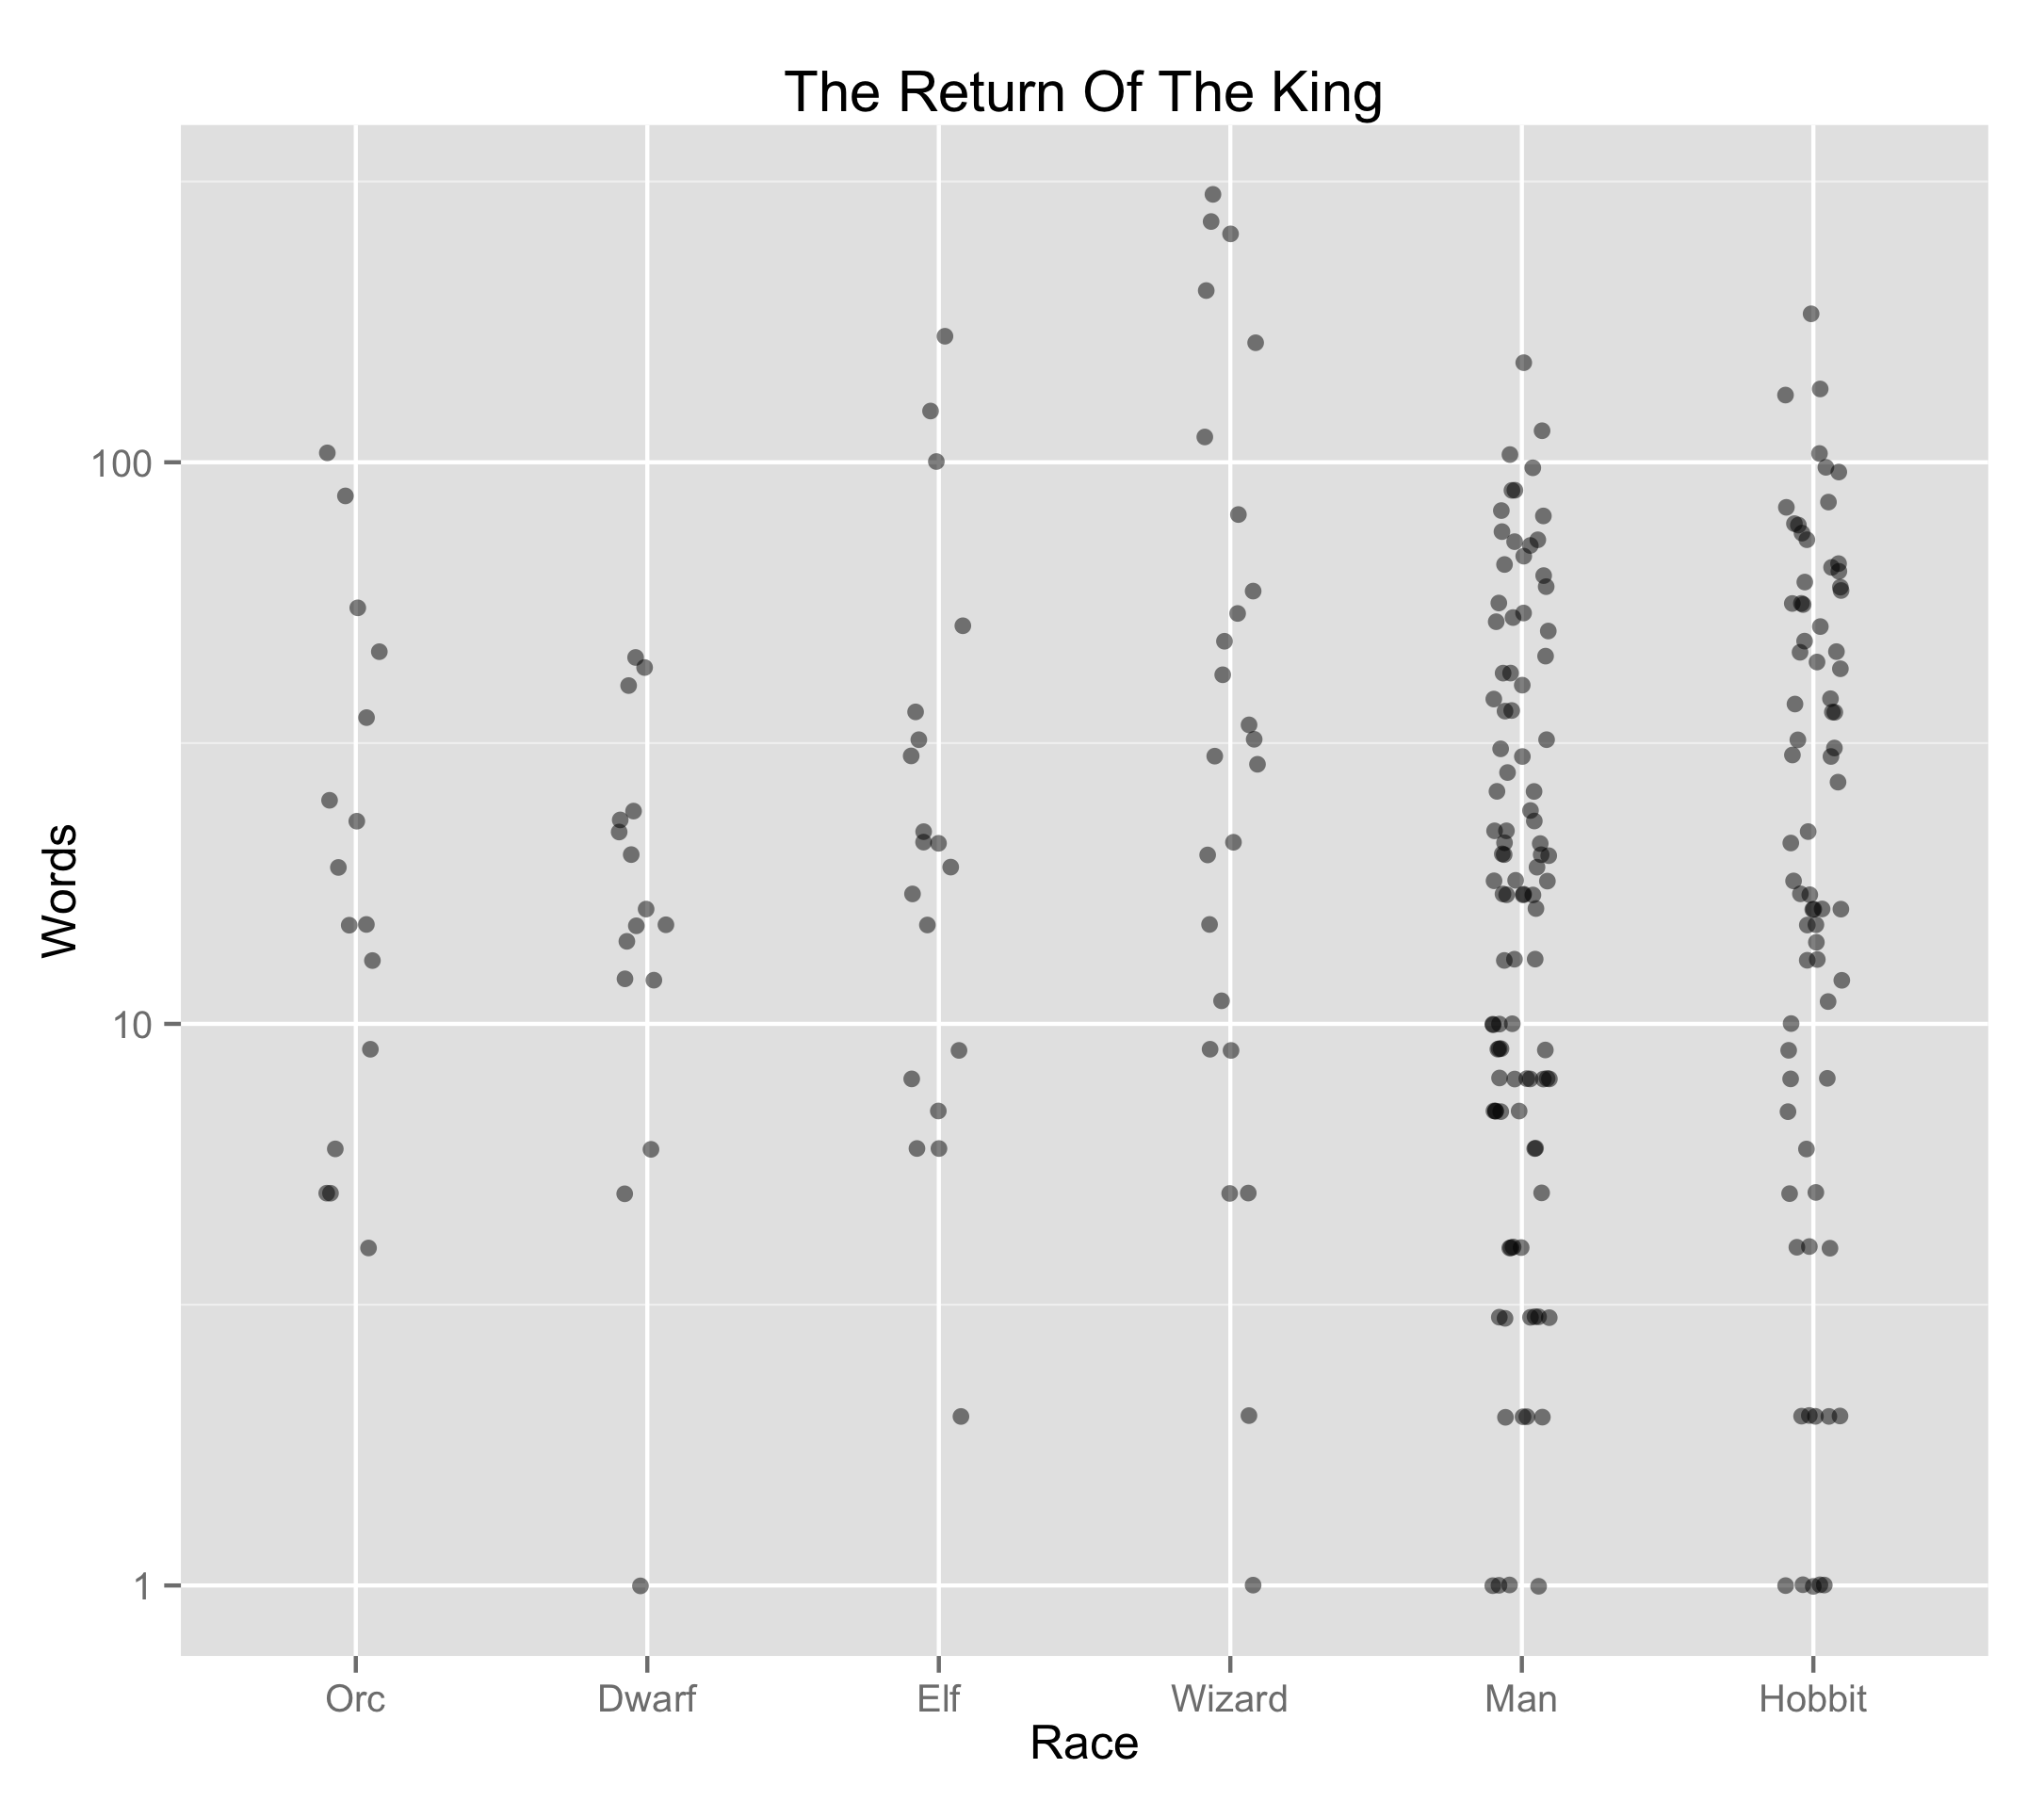 The Return Of The King
Words
100
10
1
Orc Dwarf Elf Wizard Man Hobbit
Race